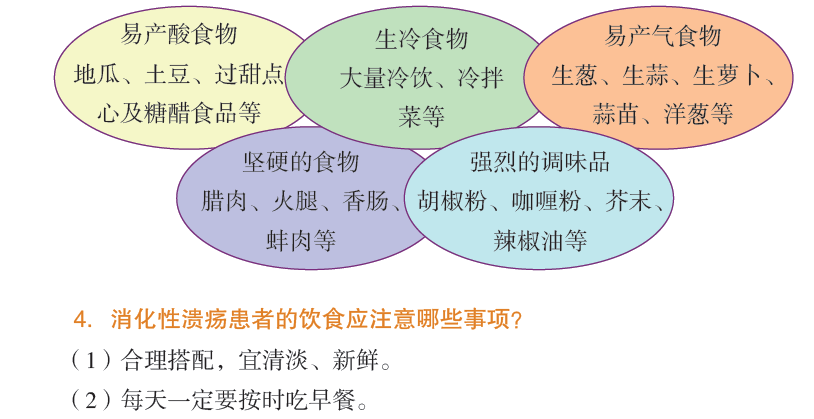 易产酸食物
地瓜、土豆、过甜点
心及糖醋食品等
生冷食物
大量冷饮、冷拌
菜等
易产气食物
生葱、生蒜、生萝卜、
蒜苗、洋葱等
坚硬的食物
腊肉、火腿、香肠、
蚌肉等
强烈的调味品
胡椒粉、咖喱粉、芥末、
辣椒油等
4. 消化性溃疡患者的饮食应注意哪些事项？
（1）合理搭配，宜清淡、新鲜。
（2）每天一定要按时吃早餐。